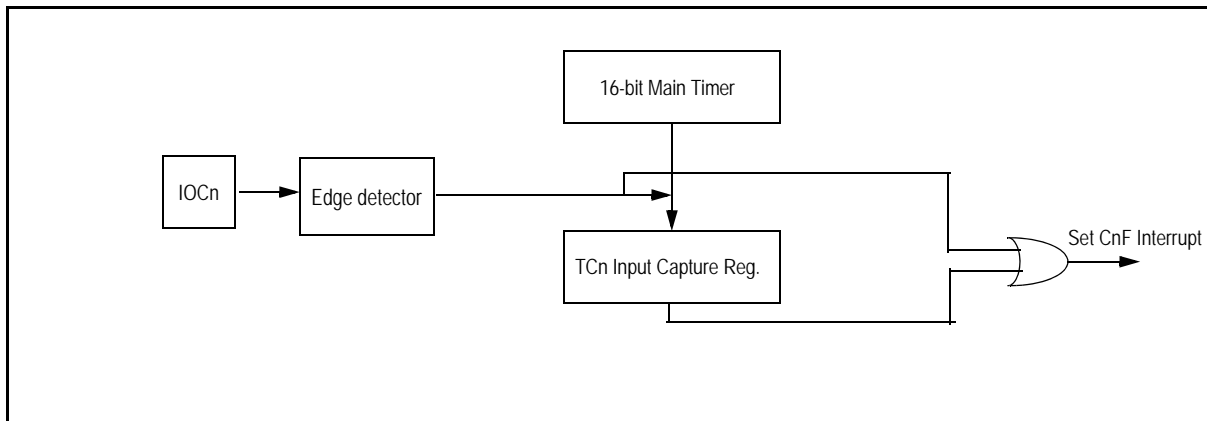 16-bit Main Timer
IOCn
Edge detector
TCn Input Capture Reg.
Set CnF Interrupt